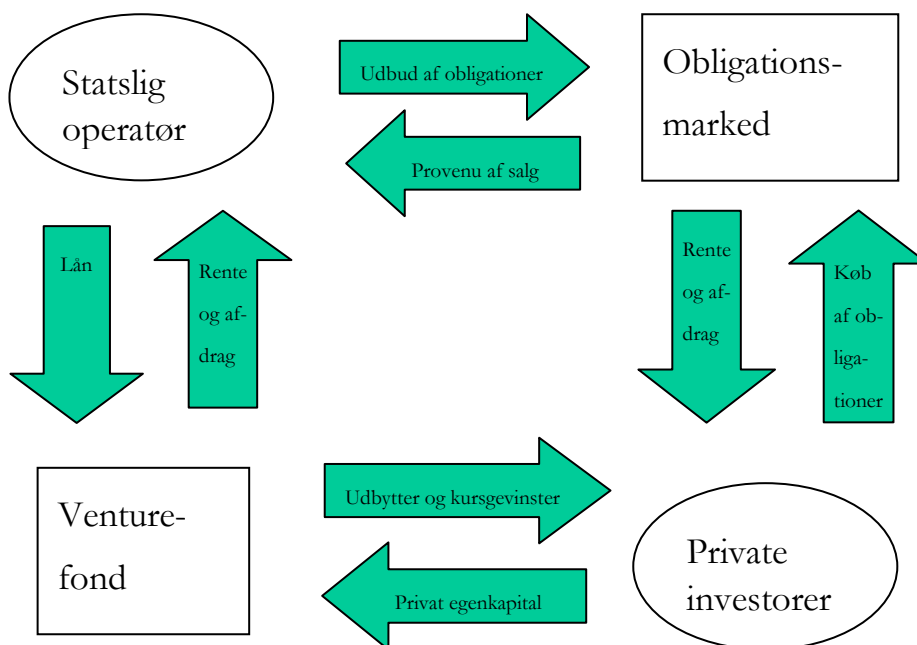 Statslig
operatør
Udbud af obligationer
Provenu af salg
Obligations-
marked
Lån
Rente
og af-
drag
Rente
og af-
drag
Køb
af ob-
liga-
tioner
Venture-
fond
Udbytter og kursgevinster
Privat egenkapital
Private
investorer